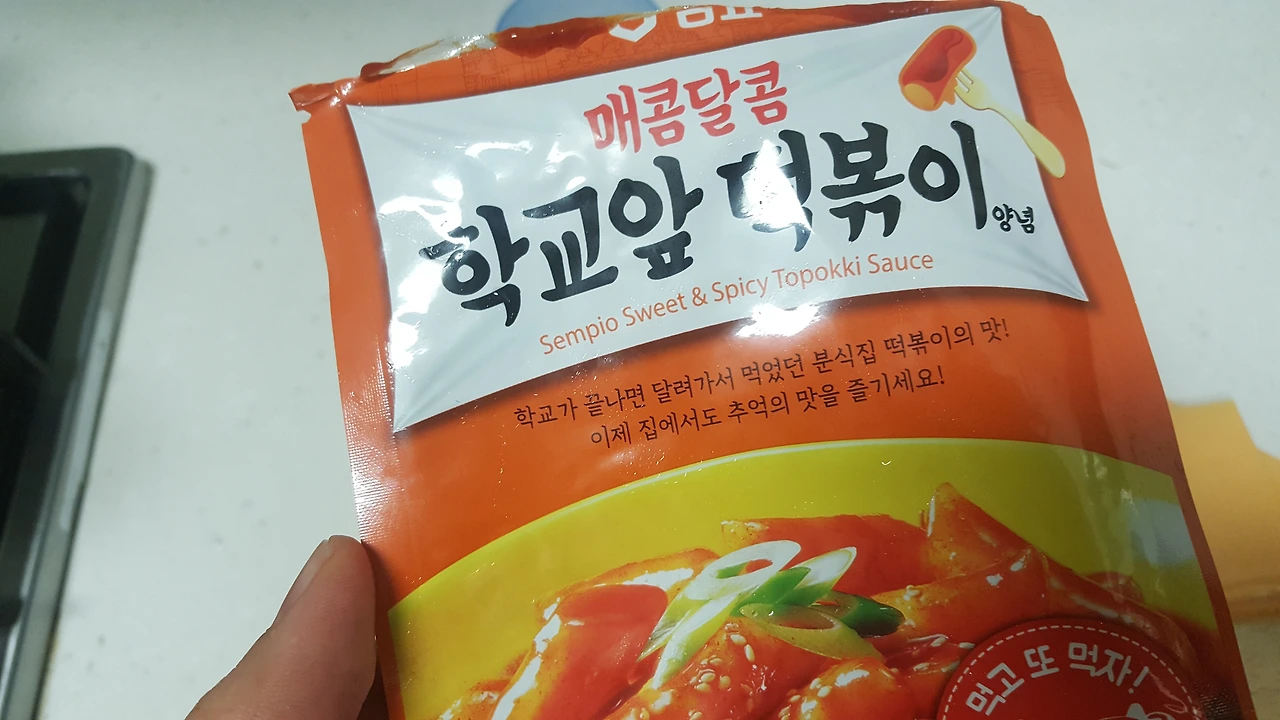 샘표
매콤달콤
학교앞 떡볶이 양념
Sempio Sweet & Spicy Topokki Sauce
학교가 끝나면 달려가서 먹었던 분식집 떡볶이의 맛!
이제 집에서도 추억의 맛을 즐기세요!
먹고 또 먹자!